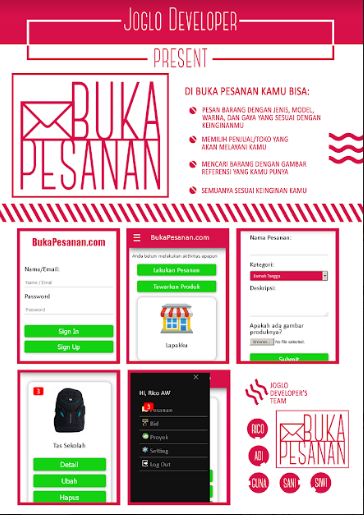 JOGLO DEVELOPER
PRESENT
BUKA
PESANAN
DI BUKA PESANAN KAMU BISA:
PESAN BARANG DENGAN JENIS, MODEL,
WARNA, DAN GAYA YANG SESUAI DENGAN
KEINGINANMU
MEMILIH PENJUAL/TOKO YANG
AKAN MELAYANI KAMU
MENCARI BARANG DENGAN GAMBAR
REFERENSI YANG KAMU PUNYA
SEMUANYA SESUAI KEINGINAN KAMU
BukaPesanan.com
Namu/Email:
Name / Email
Password
Password
Sign In
Sign Up
BukaPesanan.com
Anda belum melakukan aktivitas apapun
Lakukan Pesanan
Tawarkan Produk
Lapakku
Nama Pesanan:
Kategori:
Rumah Tangga
Deskripsi:
Apakah ada gambar
produknya?
Browse... No file selected.
Submit
3
Tas Sekolah
Detail
Ubah
Hapus
×
Hi, Rico AW
3
Pesanan
Bid
Proyek
Setting
Log Out
JOGLO
DEVELOPER'S
TEAM
RICO
ADI
GUNA
SANI
SIWI
BUKA
PESANAN